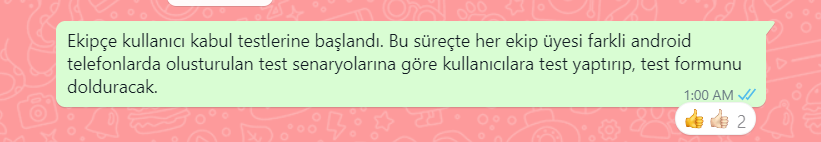 Ekipçe kullanıcı kabul testlerine başlandı. Bu süreçte her ekip üyesi farkli android
telefonlarda olusturulan test senaryolarına göre kullanıcılara test yaptırıp, test formunu
dolduracak.
1:00 AM
2